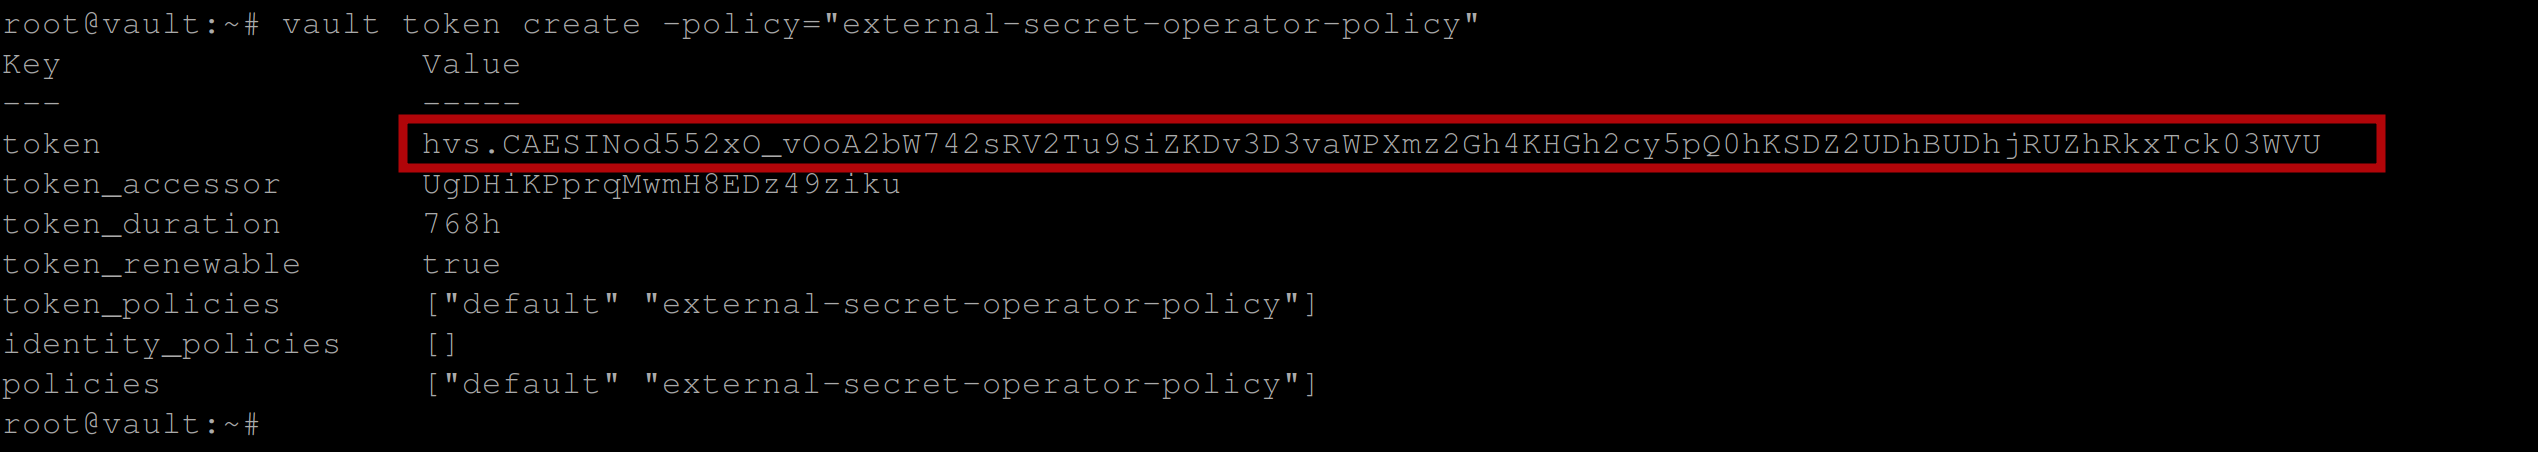 root@vault:~# vault token create -policy="external-secret-operator-policy"
Key                  Value
---                  -----
token                hvs.CAESINod552xO_vOoA2bW742sRV2Tu9SiZKDv3D3vaWPXmz2Gh4KHGh2cy5pQ0hKSDZ2UDhBUDhjRUZhRkxTck03WVU
token_accessor       UgDHiKPprqMwmH8EDz49ziku
token_duration       768h
token_renewable      true
token_policies       ["default" "external-secret-operator-policy"]
identity_policies    []
policies             ["default" "external-secret-operator-policy"]
root@vault:~#